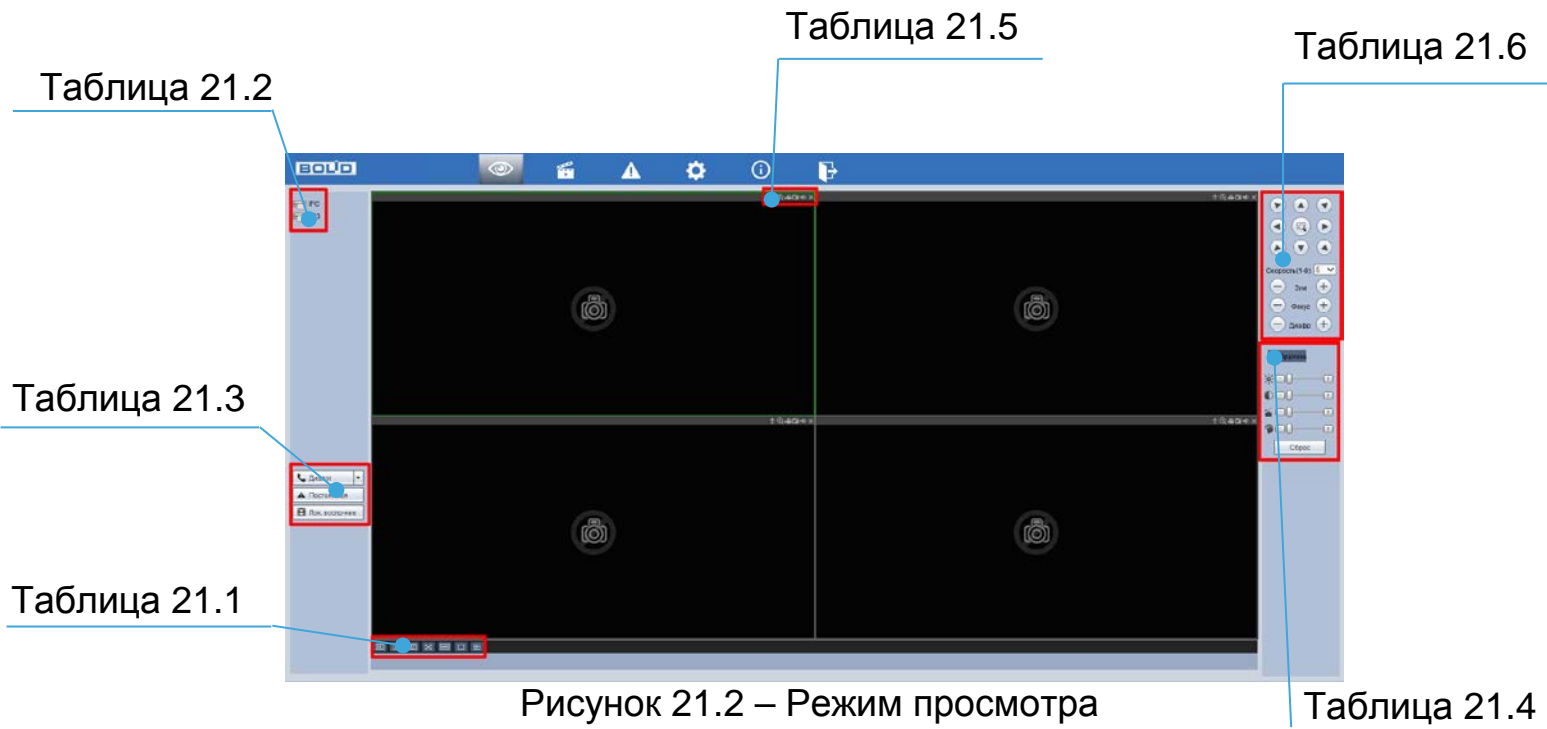 Таблица 21.5
Таблица 21.6
Таблица 21.2
BOLID
PC
Скорость(1-8) 5
Зум
Фокус
Диафр
Таблица 21.3
Сброс
Таблица 21.1
Рисунок 21.2 – Режим просмотра
Таблица 21.4